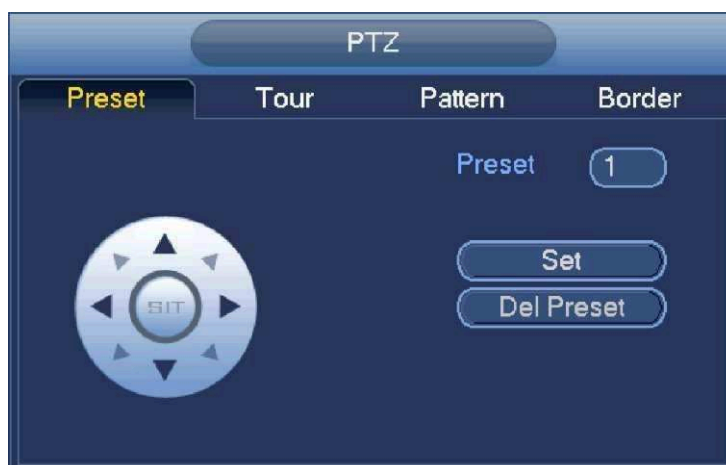 PTZ
Preset Tour Pattern Border
Preset 1
Set
SIT
Del Preset